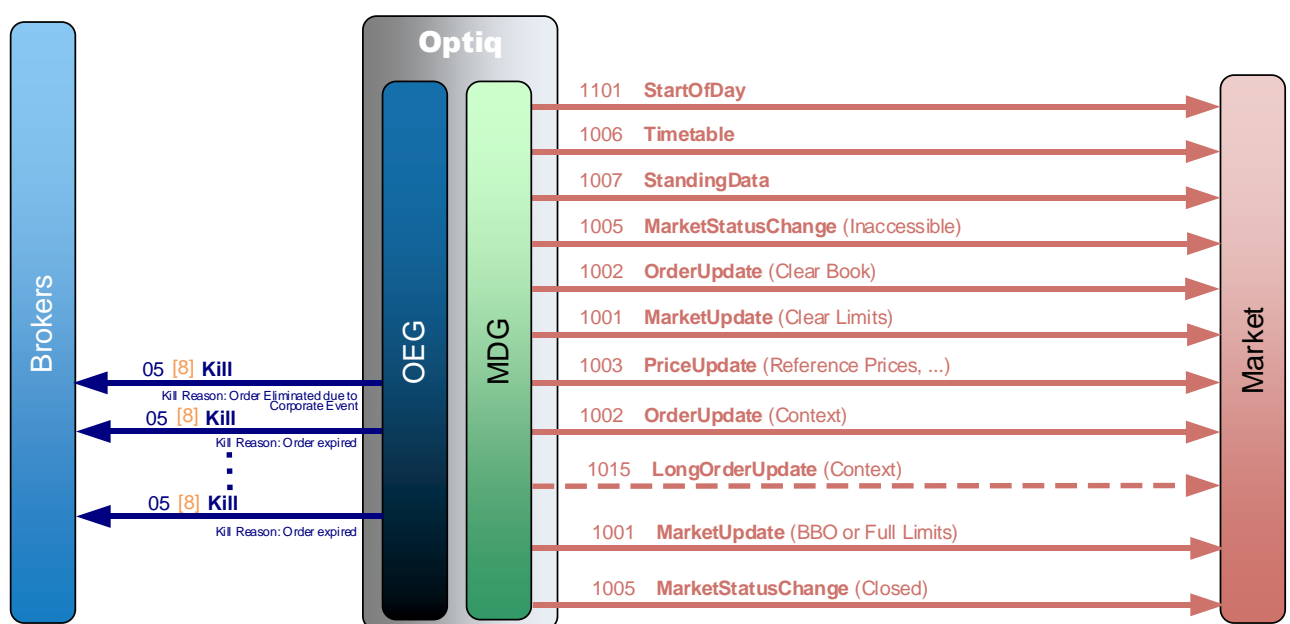 Optiq
Brokers
OEG
MDG
Market
1101 StartOfDay
1006 Timetable
1007 StandingData
1005 MarketStatusChange (Inaccessible)
1002 OrderUpdate (Clear Book)
1001 MarketUpdate (Clear Limits)
1003 PriceUpdate (Reference Prices, ...)
1002 OrderUpdate (Context)
1015 LongOrderUpdate (Context)
1001 MarketUpdate (BBO or Full Limits)
1005 MarketStatusChange (Closed)
05 [8] Kill
Kill Reason: Order Eliminated due to
Corporate Event
05 [8] Kill
Kill Reason: Order expired
05 [8] Kill
Kill Reason: Order expired